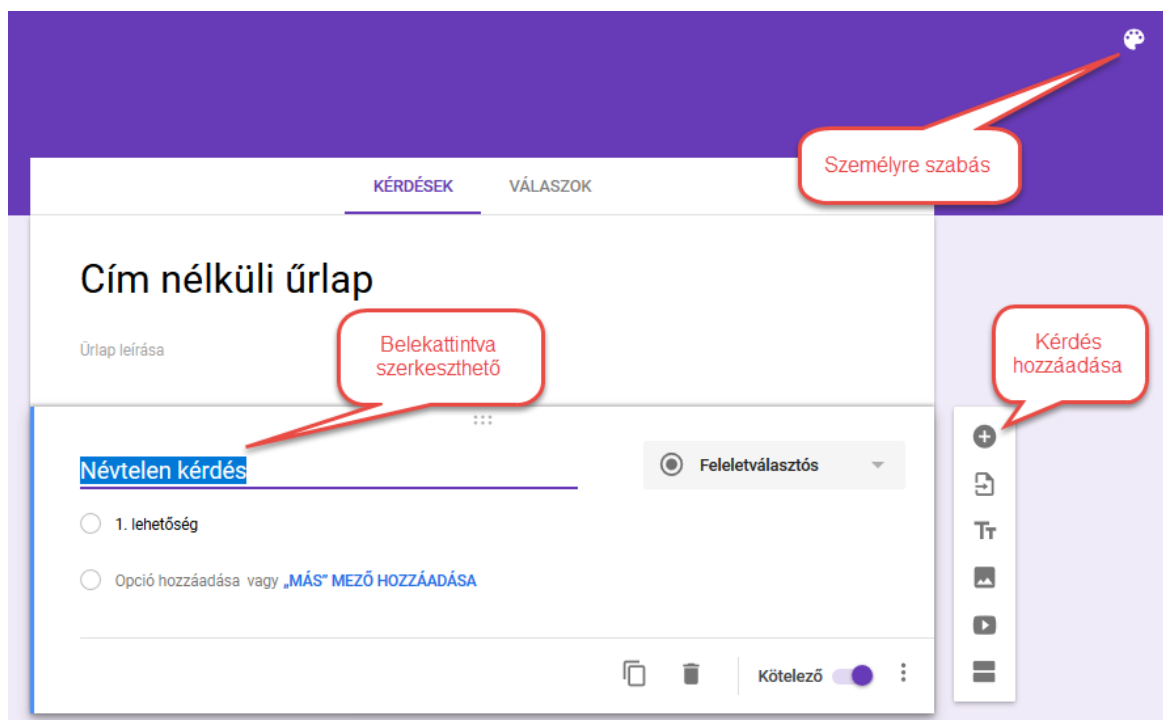 Személyre szabás
KÉRDÉSEK VÁLASZOK
Cím nélküli űrlap
Űrlap leírása
Belekattintva
szerkeszthető
Kérdés
hozzáadása
Névtelen kérdés
Feleletválasztós
1. lehetőség
Opció hozzáadása vagy „MÁS” MEZŐ HOZZÁADÁSA
Kötelező